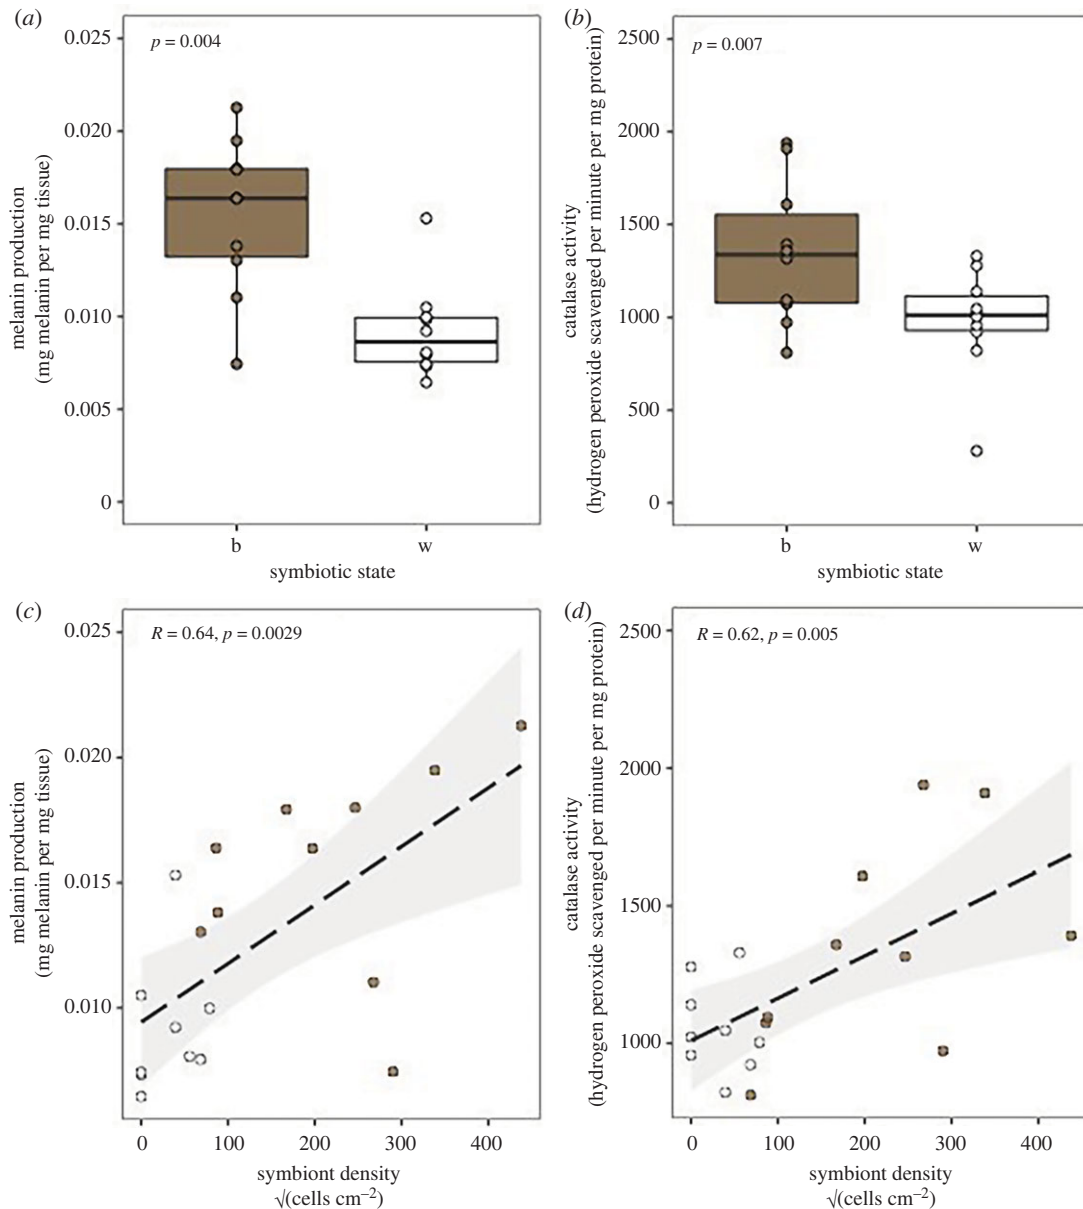 (a)
p = 0.004
0.025
0.020
0.015
0.010
0.005
0
melanin production
(mg melanin per mg tissue)
b
w
symbiotic state
(b)
p = 0.007
2500
2000
1500
1000
500
0
catalase activity
(hydrogen peroxide scavenged per minute per mg protein)
b
w
symbiotic state
(c)
R = 0.64, p = 0.0029
0.025
0.020
0.015
0.010
melanin production
(mg melanin per mg tissue)
0 100 200 300 400
symbiont density
√(cells cm⁻²)
(d)
R = 0.62, p = 0.005
2500
2000
1500
1000
catalase activity
(hydrogen peroxide scavenged per minute per mg protein)
0 100 200 300 400
symbiont density
√(cells cm⁻²)